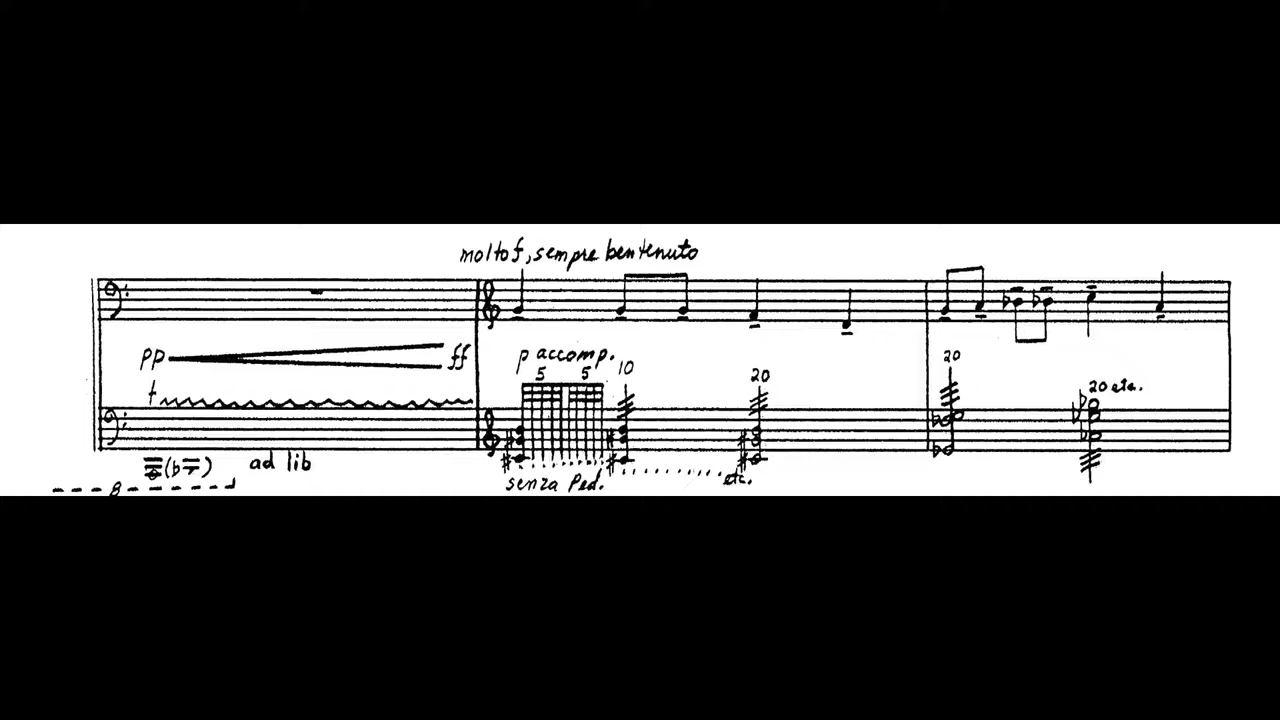 molto f, sempre ben tenuto
pp ff p accomp.
5 5 10 20 20
20 etc.
ad lib
senza Ped. etc.
8